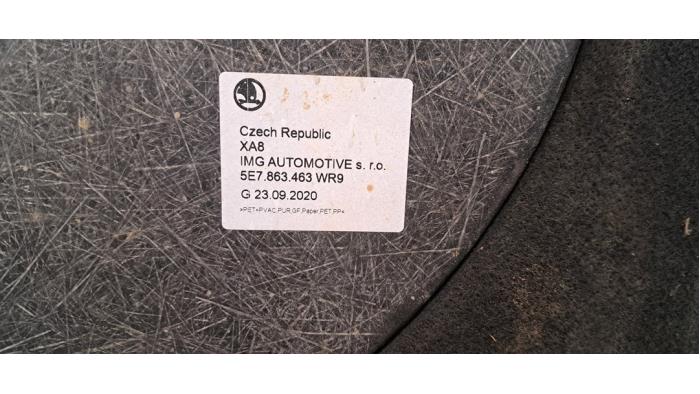 Czech Republic
XA8
IMG AUTOMOTIVE s. r.o.
5E7.863.463 WR9
G 23.09.2020
>PET+PVAC,PUR,GF,Paper,PET,PP<